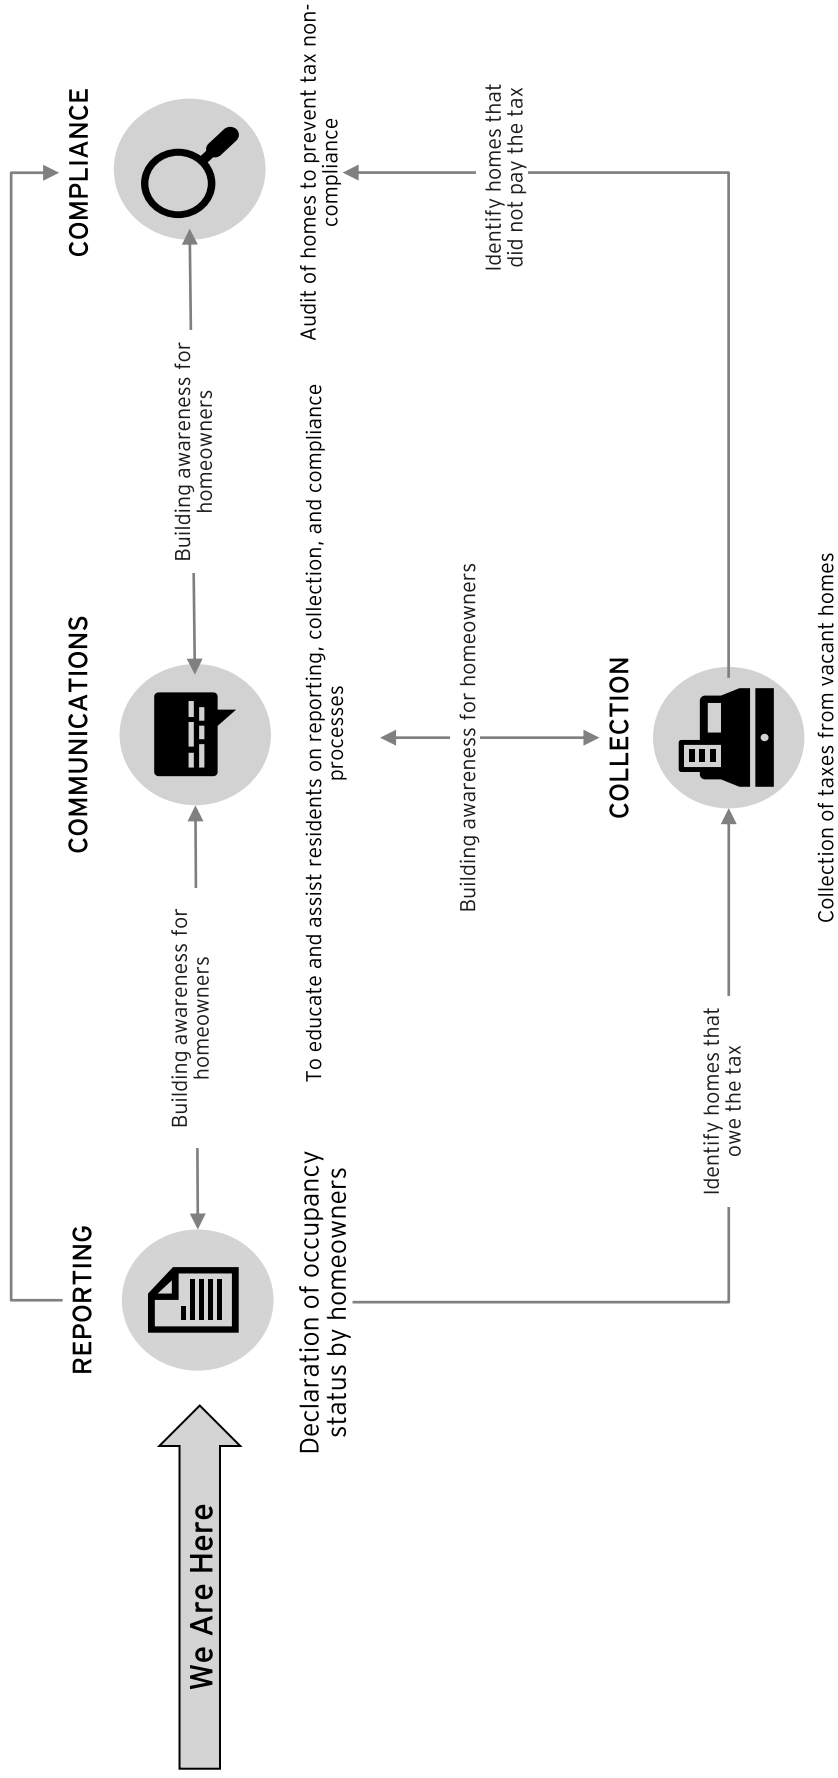 REPORTING
COMMUNICATIONS
COMPLIANCE
We Are Here
Building awareness for
homeowners
Building awareness for
homeowners
Declaration of occupancy
status by homeowners
To educate and assist residents on reporting, collection, and compliance
processes
Audit of homes to prevent tax non-
compliance
Building awareness for homeowners
Identify homes that
did not pay the tax
COLLECTION
Identify homes that
owe the tax
Collection of taxes from vacant homes